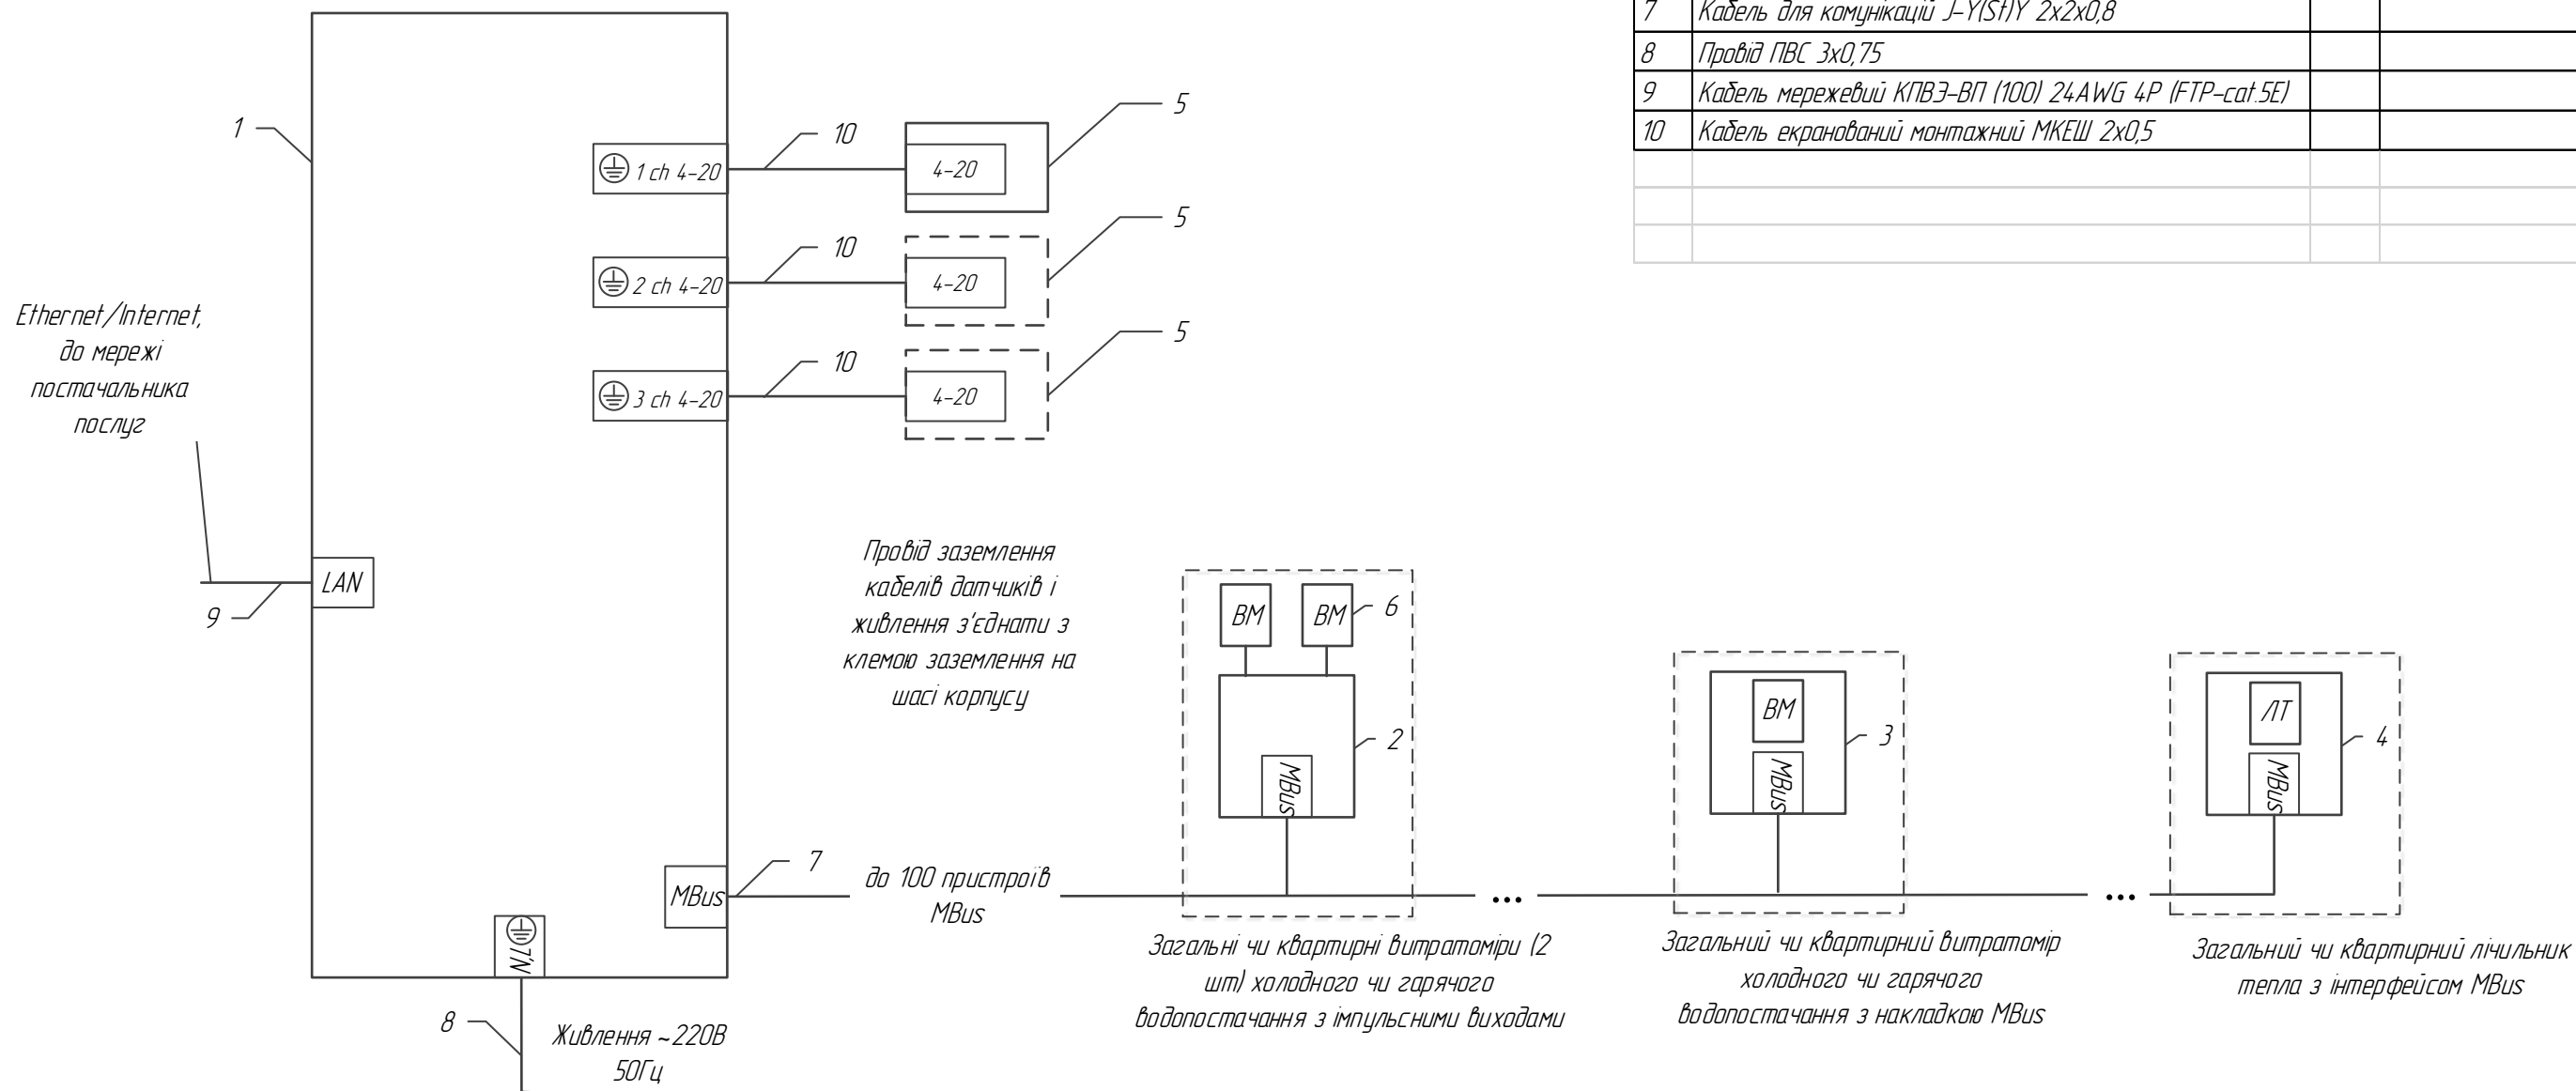 7 Кабель для комунікацій J-Y(St)Y 2x2x0,8
8 Провід ПВС 3x0,75
9 Кабель мережевий КПВЭ-ВП (100) 24AWG 4P (FTP-cat.5E)
10 Кабель екранований монтажний МКЕШ 2x0,5
1
1 ch 4-20
10
4-20
5
2 ch 4-20
10
4-20
5
3 ch 4-20
10
4-20
5
Ethernet/Internet,
до мережі
постачальника
послуг
LAN
9
Провід заземлення
кабелів датчиків і
живлення з'єднати з
клемою заземлення на
шасі корпусу
ВМ
ВМ
6
2
MBus
ВМ
3
MBus
ЛТ
4
MBus
MBus
7
до 100 пристроїв
MBus
...
...
Загальні чи квартирні витратоміри (2
шт) холодного чи гарячого
водопостачання з імпульсними виходами
Загальний чи квартирний витратомір
холодного чи гарячого
водопостачання з накладкою MBus
Загальний чи квартирний лічильник
тепла з інтерфейсом MBus
N,L
8
Живлення ~220В
50Гц